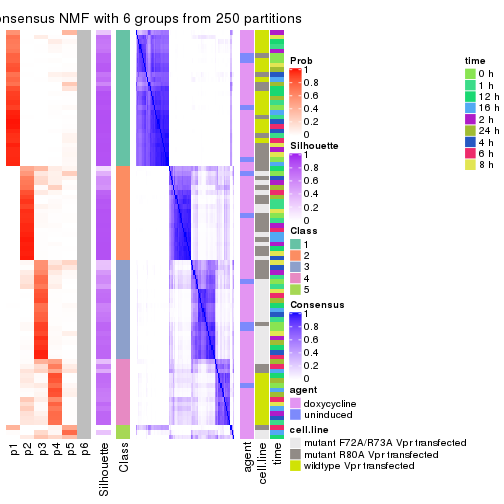 onsensus NMF with 6 groups from 250 partitions
Prob
1
0.8
0.6
0.4
0.2
0
Silhouette
1
0.8
0.6
0.4
0.2
0
Class
1
2
3
4
5
Consensus
1
0.8
0.6
0.4
0.2
0
agent
doxycycline
uninduced
cell.line
mutant F72A/R73A Vpr transfected
mutant R80A Vpr transfected
wildtype Vpr transfected
time
0 h
1 h
12 h
16 h
2 h
24 h
4 h
6 h
8 h
p1
p2
p3
p4
p5
p6
Silhouette
Class
agent
cell.line
time